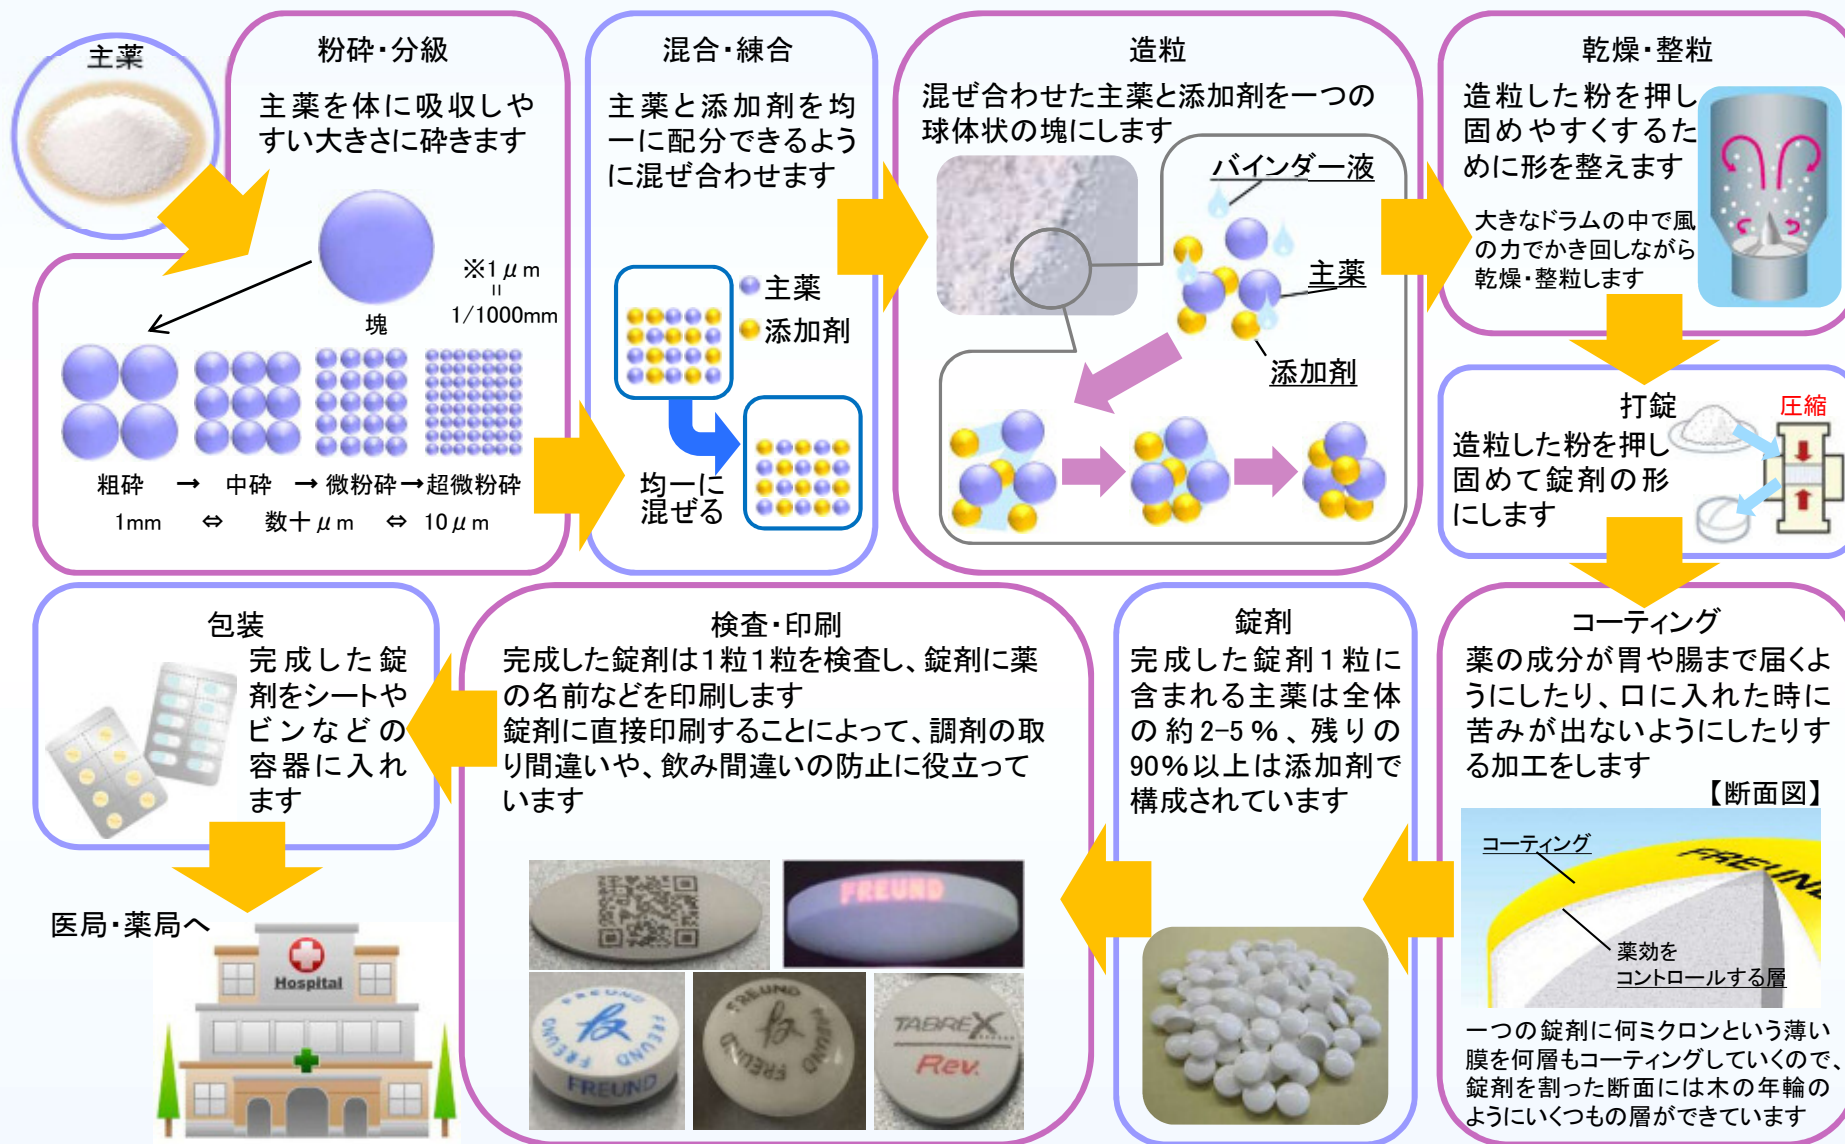 主薬
粉砕・分級
主薬を体に吸収しや
すい大きさに砕きます
塊
※1μm
=
1/1000mm
粗砕 → 中砕 → 微粉砕→超微粉砕
1mm ⇔ 数十μm ⇔ 10μm
混合・練合
主薬と添加剤を均
一に配分できるよう
に混ぜ合わせます
主薬
添加剤
均一に
混ぜる
造粒
混ぜ合わせた主薬と添加剤を一つの
球体状の塊にします
バインダー液
主薬
添加剤
乾燥・整粒
造粒した粉を押し
固めやすくするた
めに形を整えます
大きなドラムの中で風
の力でかき回しながら
乾燥・整粒します
打錠
圧縮
造粒した粉を押し
固めて錠剤の形
にします
コーティング
薬の成分が胃や腸まで届くよ
うにしたり、口に入れた時に
苦みが出ないようにしたりす
る加工をします
【断面図】
コーティング
FREUND
薬効を
コントロールする層
一つの錠剤に何ミクロンという薄い
膜を何層もコーティングしていくので、
錠剤を割った断面には木の年輪の
ようにいくつもの層ができています
錠剤
完成した錠剤1粒に
含まれる主薬は全体
の約2-5%、残りの
90%以上は添加剤で
構成されています
検査・印刷
完成した錠剤は1粒1粒を検査し、錠剤に薬
の名前などを印刷します
錠剤に直接印刷することによって、調剤の取
り間違いや、飲み間違いの防止に役立って
います
FREUND
FREUND
FREUND
FREUND
FREUND
FREUND
FREUND
FREUND
TABREX
Rev.
包装
完成した錠
剤をシートや
ビンなどの
容器に入れ
ます
医局・薬局へ
Hospital